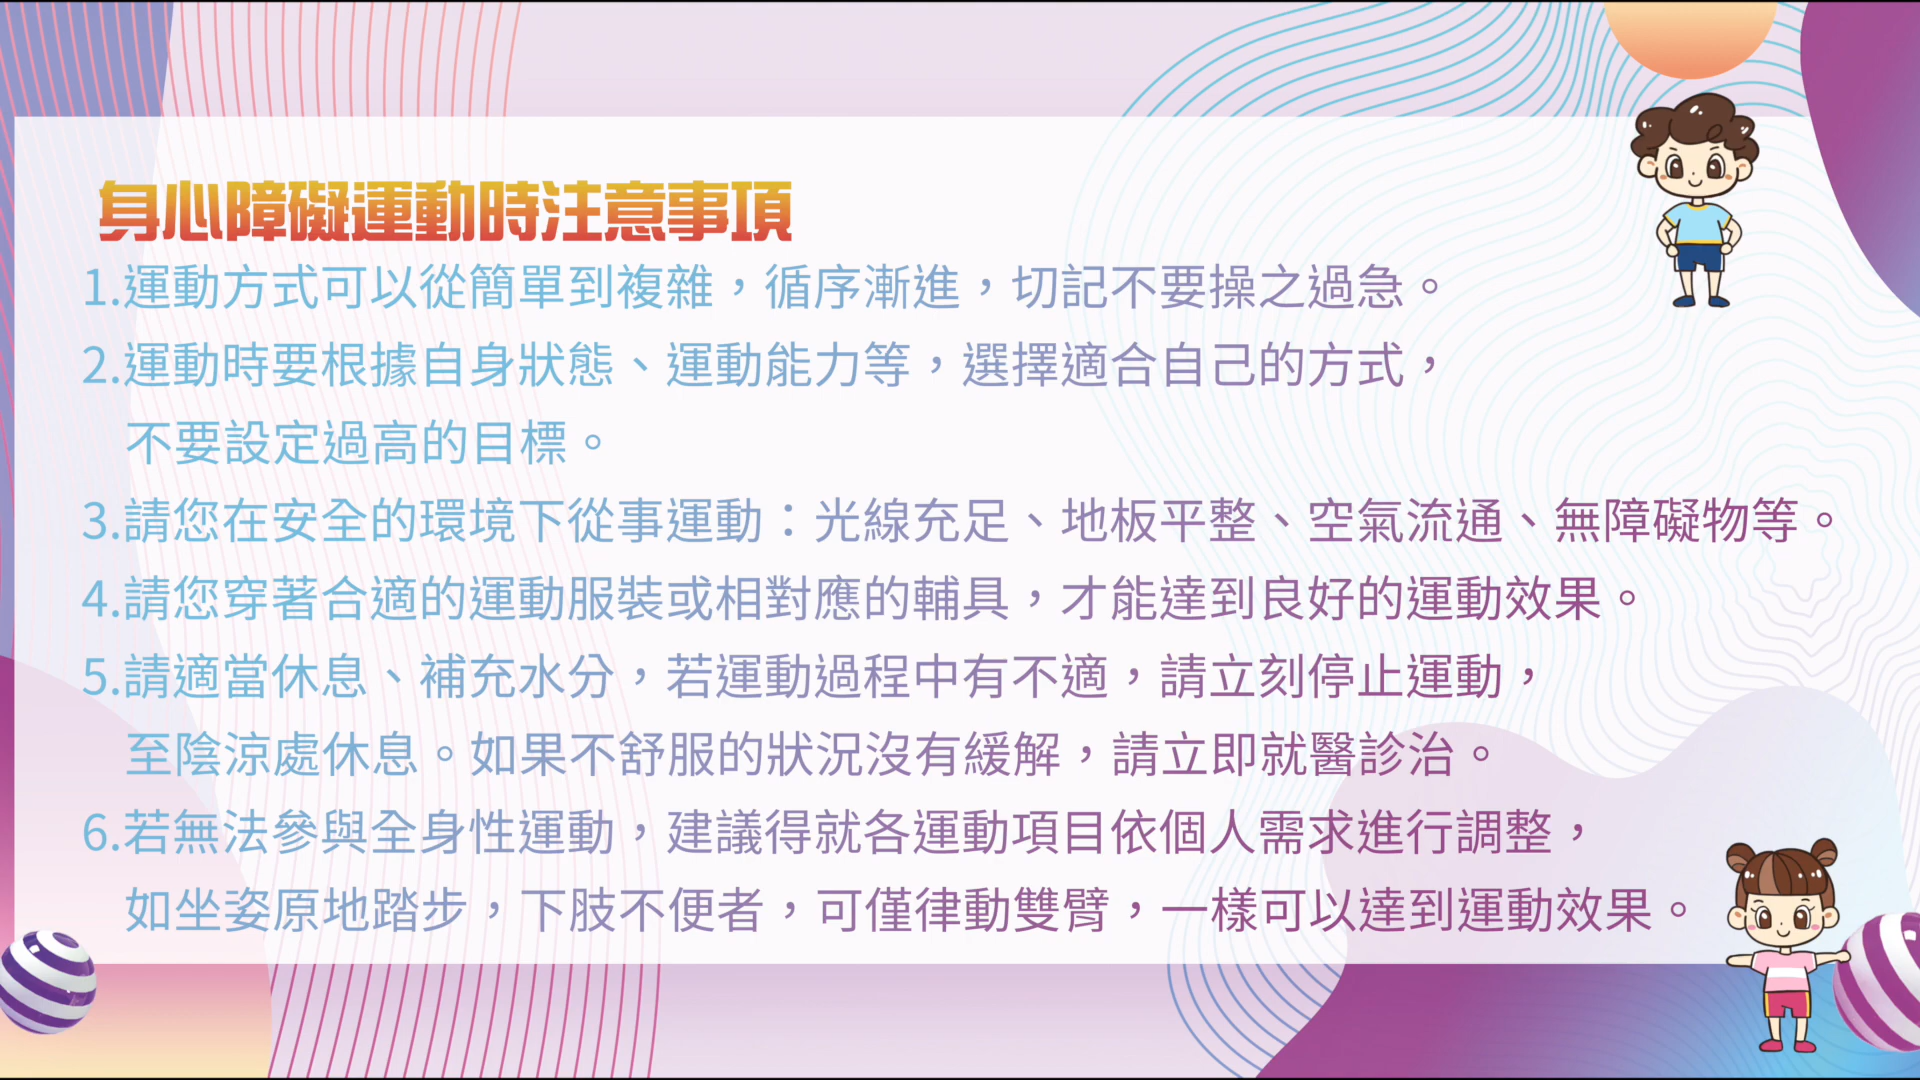 身心障礙運動時注意事項
1.運動方式可以從簡單到複雜，循序漸進，切記不要操之過急。
2.運動時要根據自身狀態、運動能力等，選擇適合自己的方式，
不要設定過高的目標。
3.請您在安全的環境下從事運動：光線充足、地板平整、空氣流通、無障礙物等。
4.請您穿著合適的運動服裝或相對應的輔具，才能達到良好的運動效果。
5.請適當休息、補充水分，若運動過程中有不適，請立刻停止運動，
至陰涼處休息。如果不舒服的狀況沒有緩解，請立即就醫診治。
6.若無法參與全身性運動，建議得就各運動項目依個人需求進行調整，
如坐姿原地踏步，下肢不便者，可僅律動雙臂，一樣可以達到運動效果。